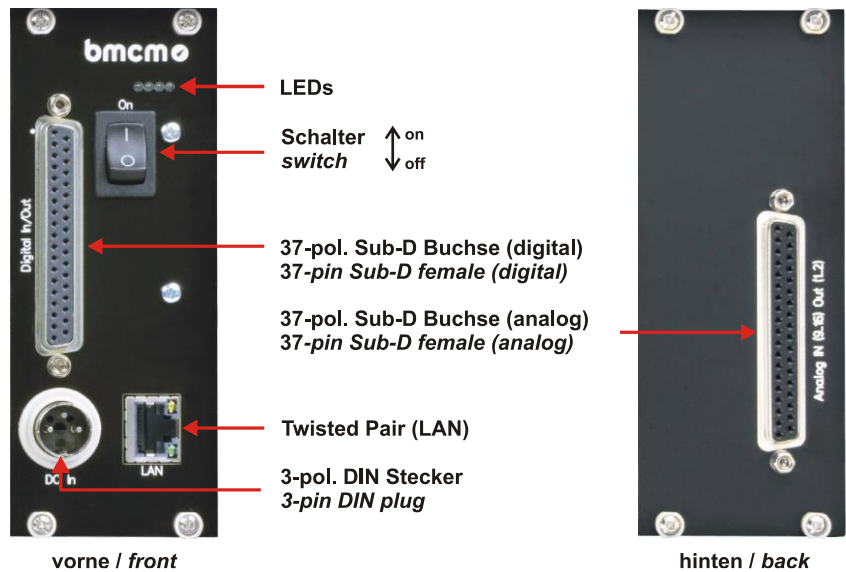 bmcm
LEDs
On
Schalter
switch
on
off
I
O
Digital In/Out
37-pol. Sub-D Buchse (digital)
37-pin Sub-D female (digital)
37-pol. Sub-D Buchse (analog)
37-pin Sub-D female (analog)
Analog IN (9..16) Out (1..2)
Twisted Pair (LAN)
LAN
DC In
3-pol. DIN Stecker
3-pin DIN plug
vorne / front
hinten / back